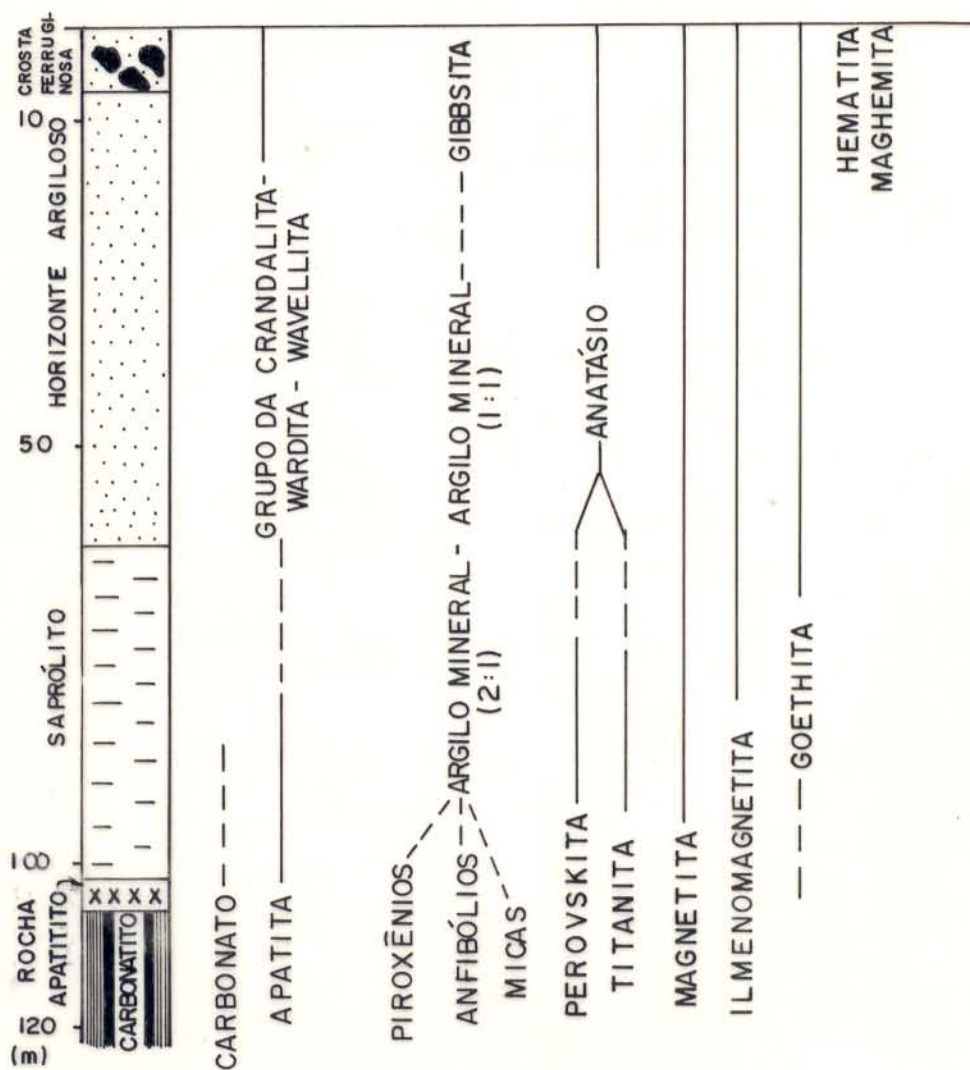 CROSTA
FERRUGI-
NOSA
HORIZONTE ARGILOSO
SAPRÓLITO
ROCHA
APATITITO
CARBONATITO
10
50
100
120
(m)
CARBONATO
APATITA
GRUPO DA CRANDALITA-
WARDITA - WAVELLITA
PIROXÊNIOS
ANFIBÓLIOS
MICAS
ARGILO MINERAL - ARGILO MINERAL
(2:1)
(1:1)
GIBBSITA
PEROVSKITA
TITANITA
ANATÁSIO
MAGNETITA
ILMENOMAGNETITA
GOETHITA
HEMATITA
MAGHEMITA